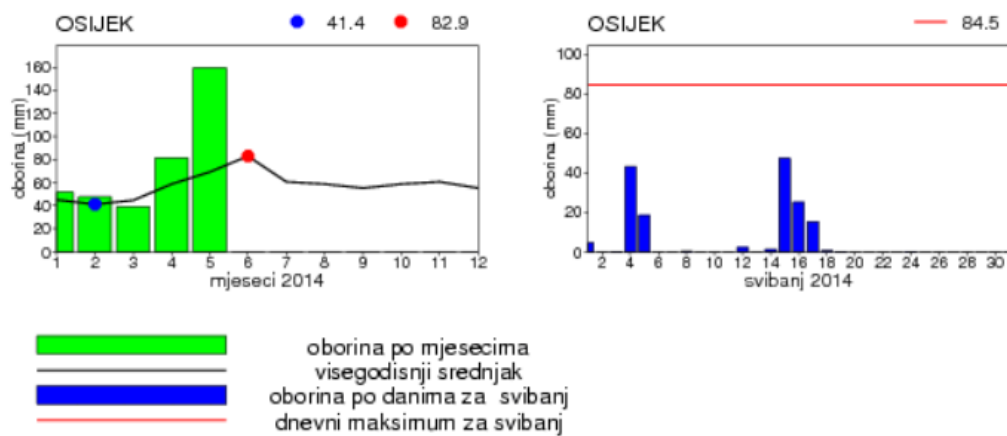 OSIJEK 41.4 82.9
oborina (mm)
160
140
120
100
80
60
40
20
0
1 2 3 4 5 6 7 8 9 10 11 12
mjeseci 2014
OSIJEK 84.5
oborina (mm)
100
80
60
40
20
0
2 4 6 8 10 12 14 16 18 20 22 24 26 28 30
svibanj 2014
oborina po mjesecima
visegodisnji srednjak
oborina po danima za svibanj
dnevni maksimum za svibanj